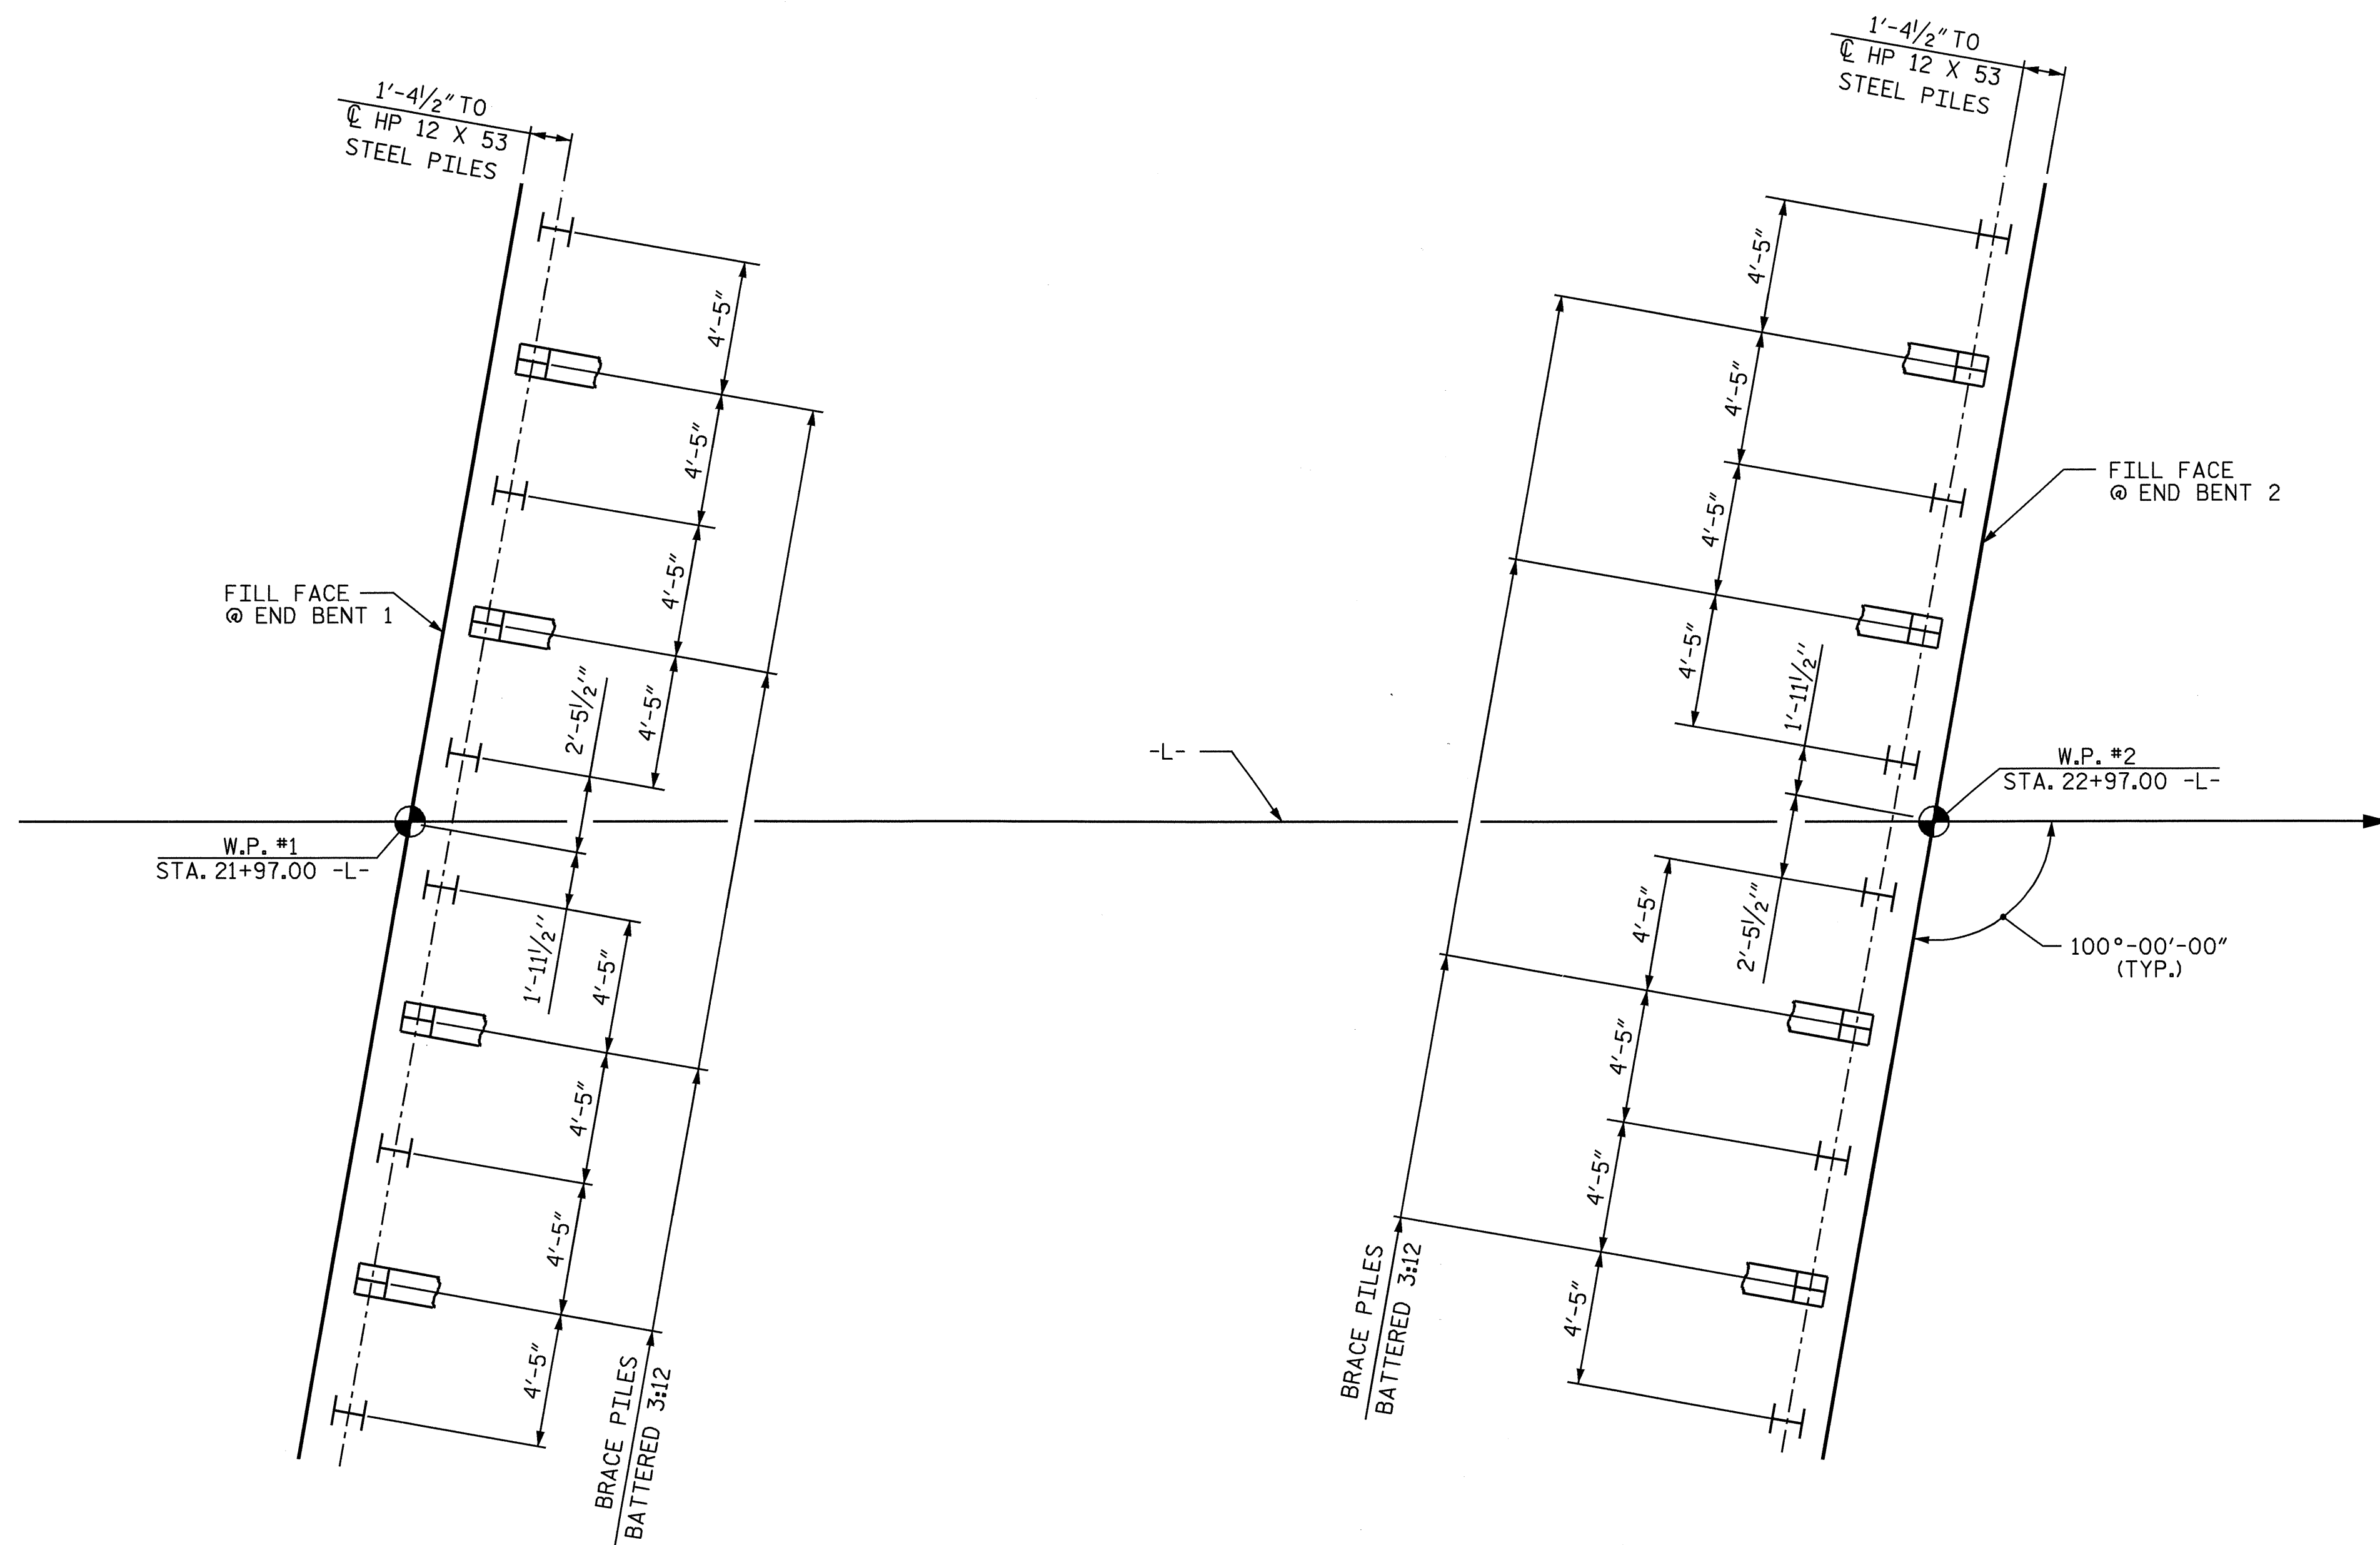 1'-4½" TO
℄ HP 12 X 53
STEEL PILES
1'-4½" TO
℄ HP 12 X 53
STEEL PILES
4'-5"
4'-5"
4'-5"
4'-5"
2'-5½"
FILL FACE
@ END BENT 1
W.P. #1
STA. 21+97.00 -L-
1'-11½"
4'-5"
4'-5"
4'-5"
4'-5"
BRACE PILES
BATTERED 3:12
-L-
4'-5"
4'-5"
4'-5"
4'-5"
1'-11½"
FILL FACE
@ END BENT 2
W.P. #2
STA. 22+97.00 -L-
2'-5½"
4'-5"
4'-5"
4'-5"
4'-5"
100°-00'-00"
(TYP.)
BRACE PILES
BATTERED 3:12